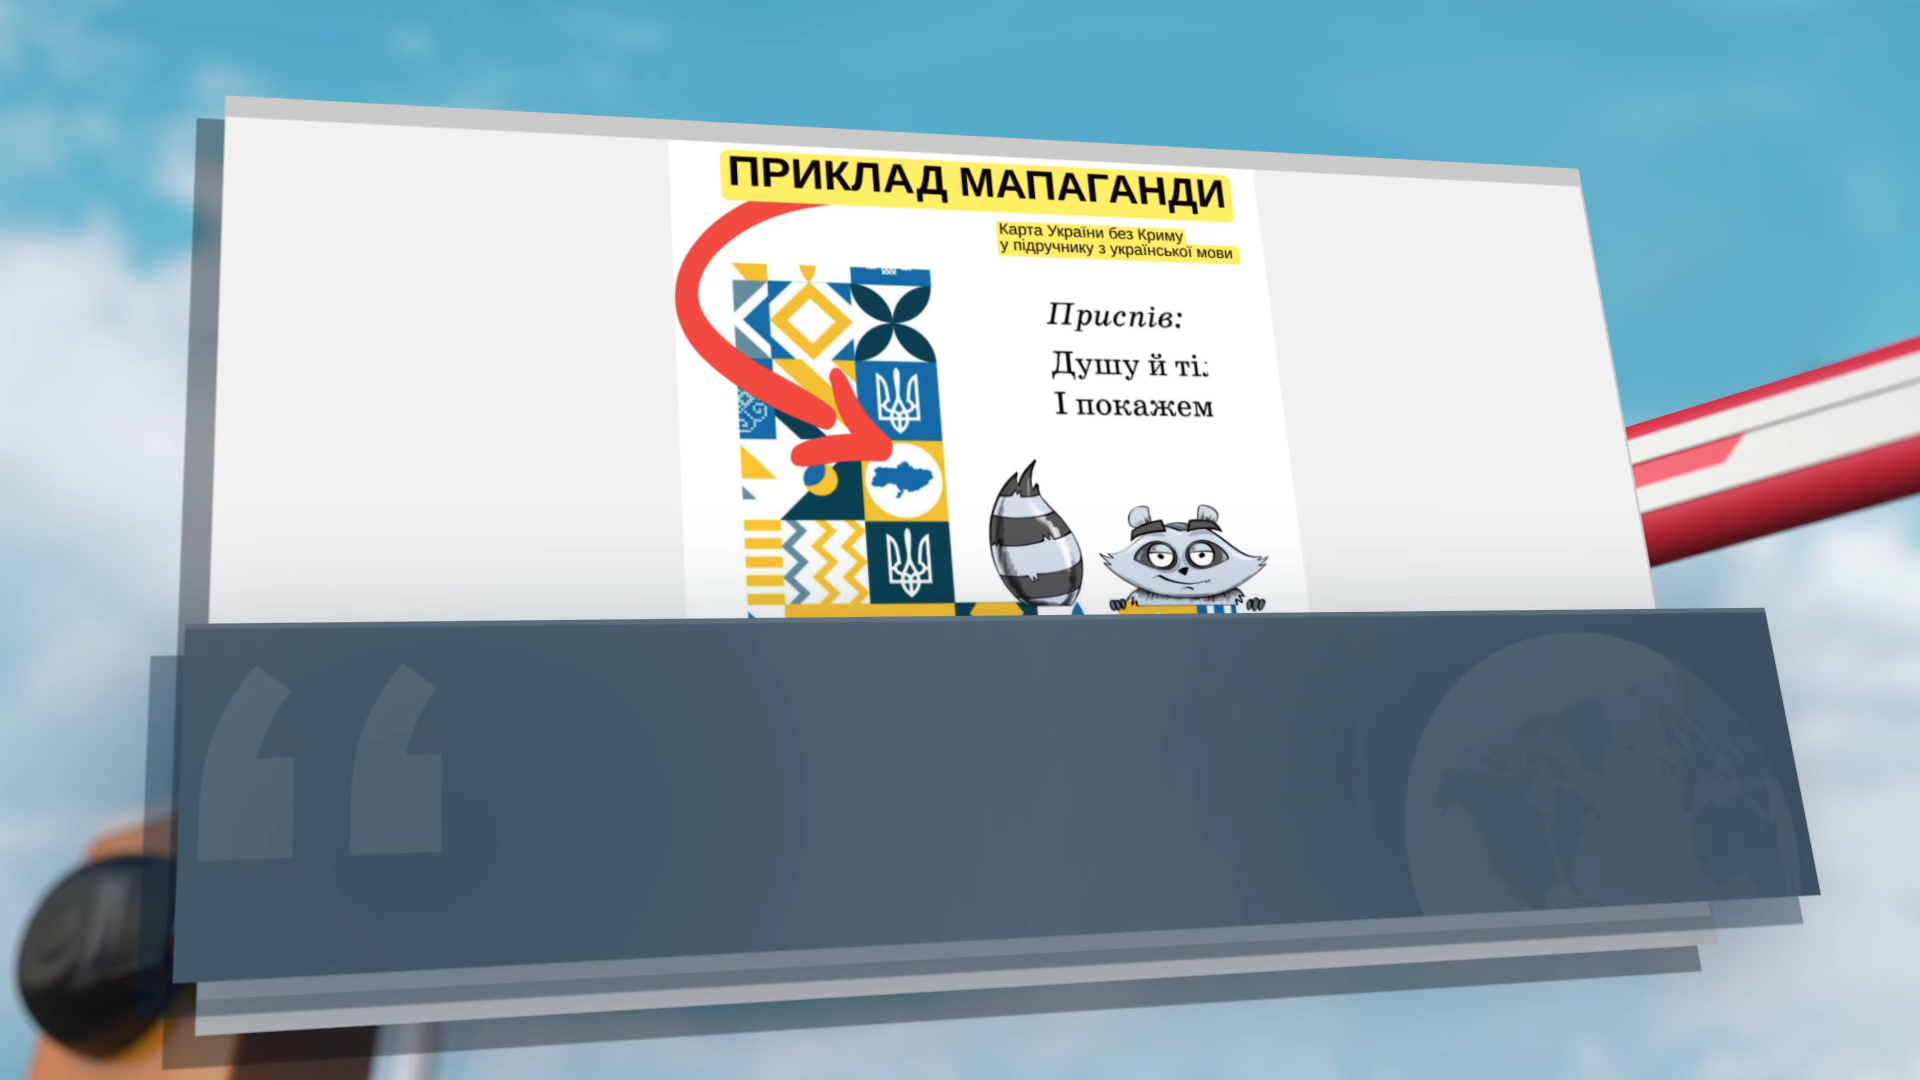 ПРИКЛАД МАПАГАНДИ
Карта України без Криму
у підручнику з української мови
Приспів:
Душу й ті
І покажем